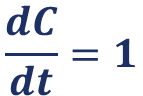 dC/dt = 1